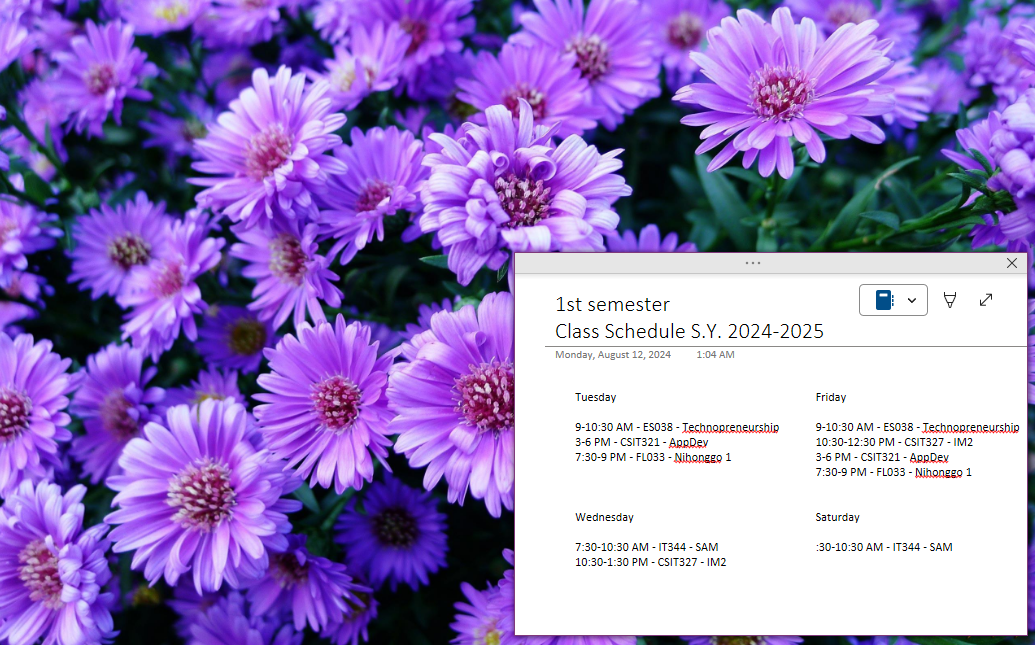 1st semester
Class Schedule S.Y. 2024-2025
Monday, August 12, 2024 1:04 AM
Tuesday
9-10:30 AM - ES038 - Technopreneurship
3-6 PM - CSIT321 - AppDev
7:30-9 PM - FL033 - Nihonggo 1
Friday
9-10:30 AM - ES038 - Technopreneurship
10:30-12:30 PM - CSIT327 - IM2
3-6 PM - CSIT321 - AppDev
7:30-9 PM - FL033 - Nihonggo 1
Wednesday
7:30-10:30 AM - IT344 - SAM
10:30-1:30 PM - CSIT327 - IM2
Saturday
:30-10:30 AM - IT344 - SAM